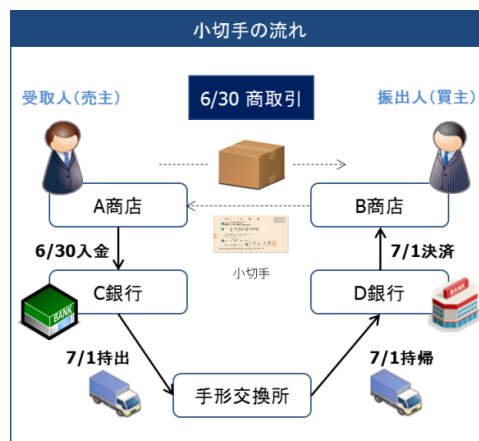 小切手の流れ
受取人(売主)
6/30 商取引
振出人(買主)
A商店
B商店
6/30入金
小切手
7/1決済
C銀行
D銀行
BANK
BANK
7/1持出
7/1持帰
手形交換所